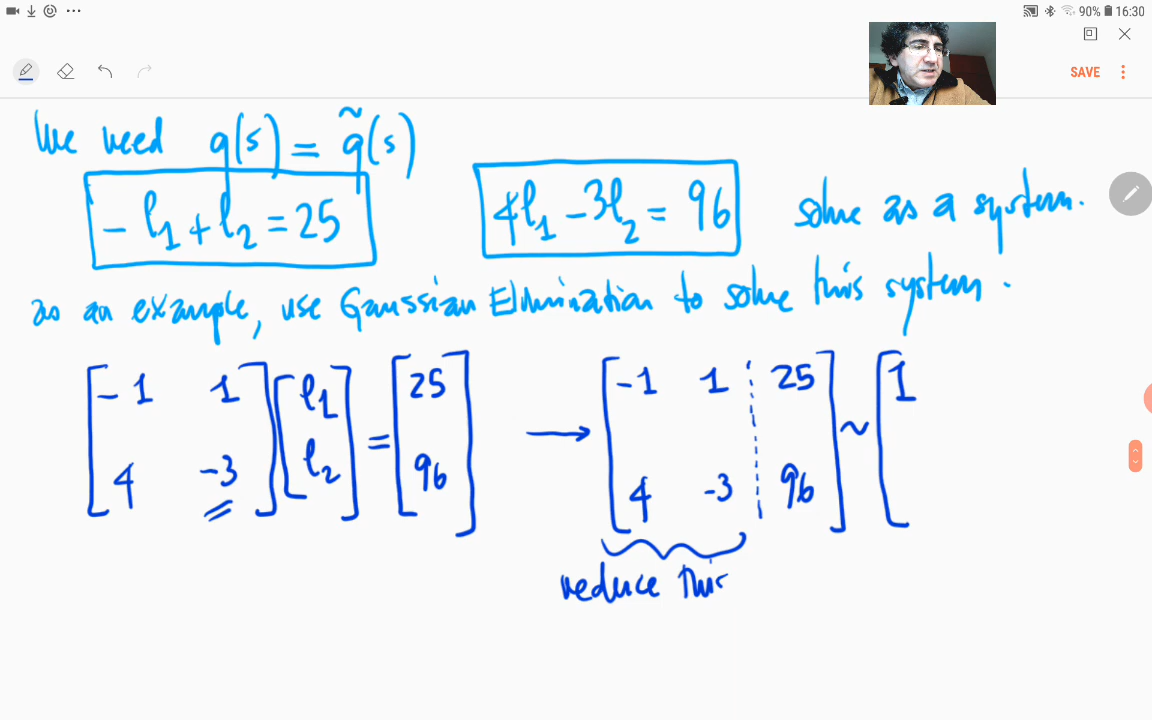 90% 16:30
SAVE
We need q(s) = q̃(s)
- l₁ + l₂ = 25 4l₁ - 3l₂ = 96 solve as a system.
as an example, use Gaussian Elimination to solve this system.
[-1 1] [l₁] = [25] → [-1 1 ¦ 25] ~ [1
[4 -3] [l₂] [96] [4 -3 ¦ 96]
reduce this